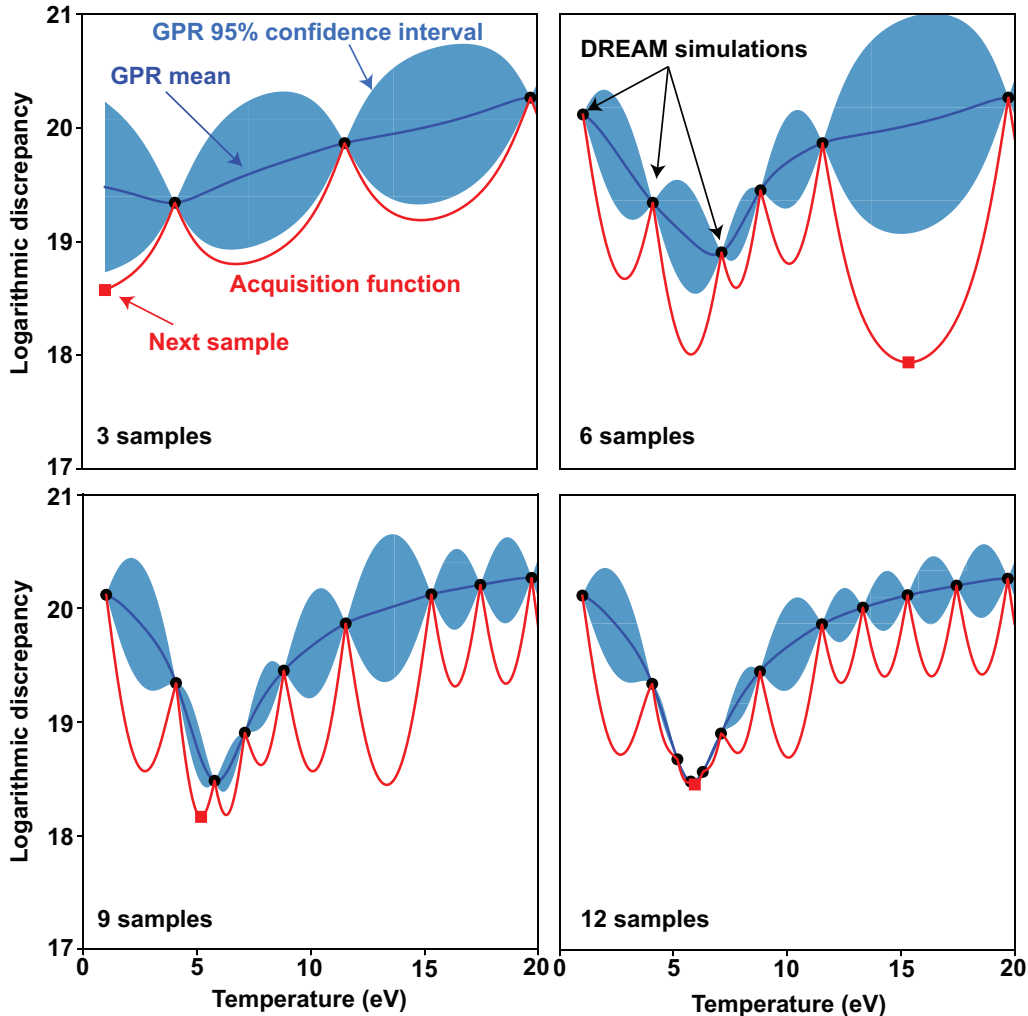 21
20
19
18
17
Logarithmic discrepancy
GPR 95% confidence interval
GPR mean
Acquisition function
Next sample
3 samples
DREAM simulations
6 samples
21
20
19
18
17
Logarithmic discrepancy
9 samples
0
5
10
15
20
Temperature (eV)
12 samples
0
5
10
15
20
Temperature (eV)